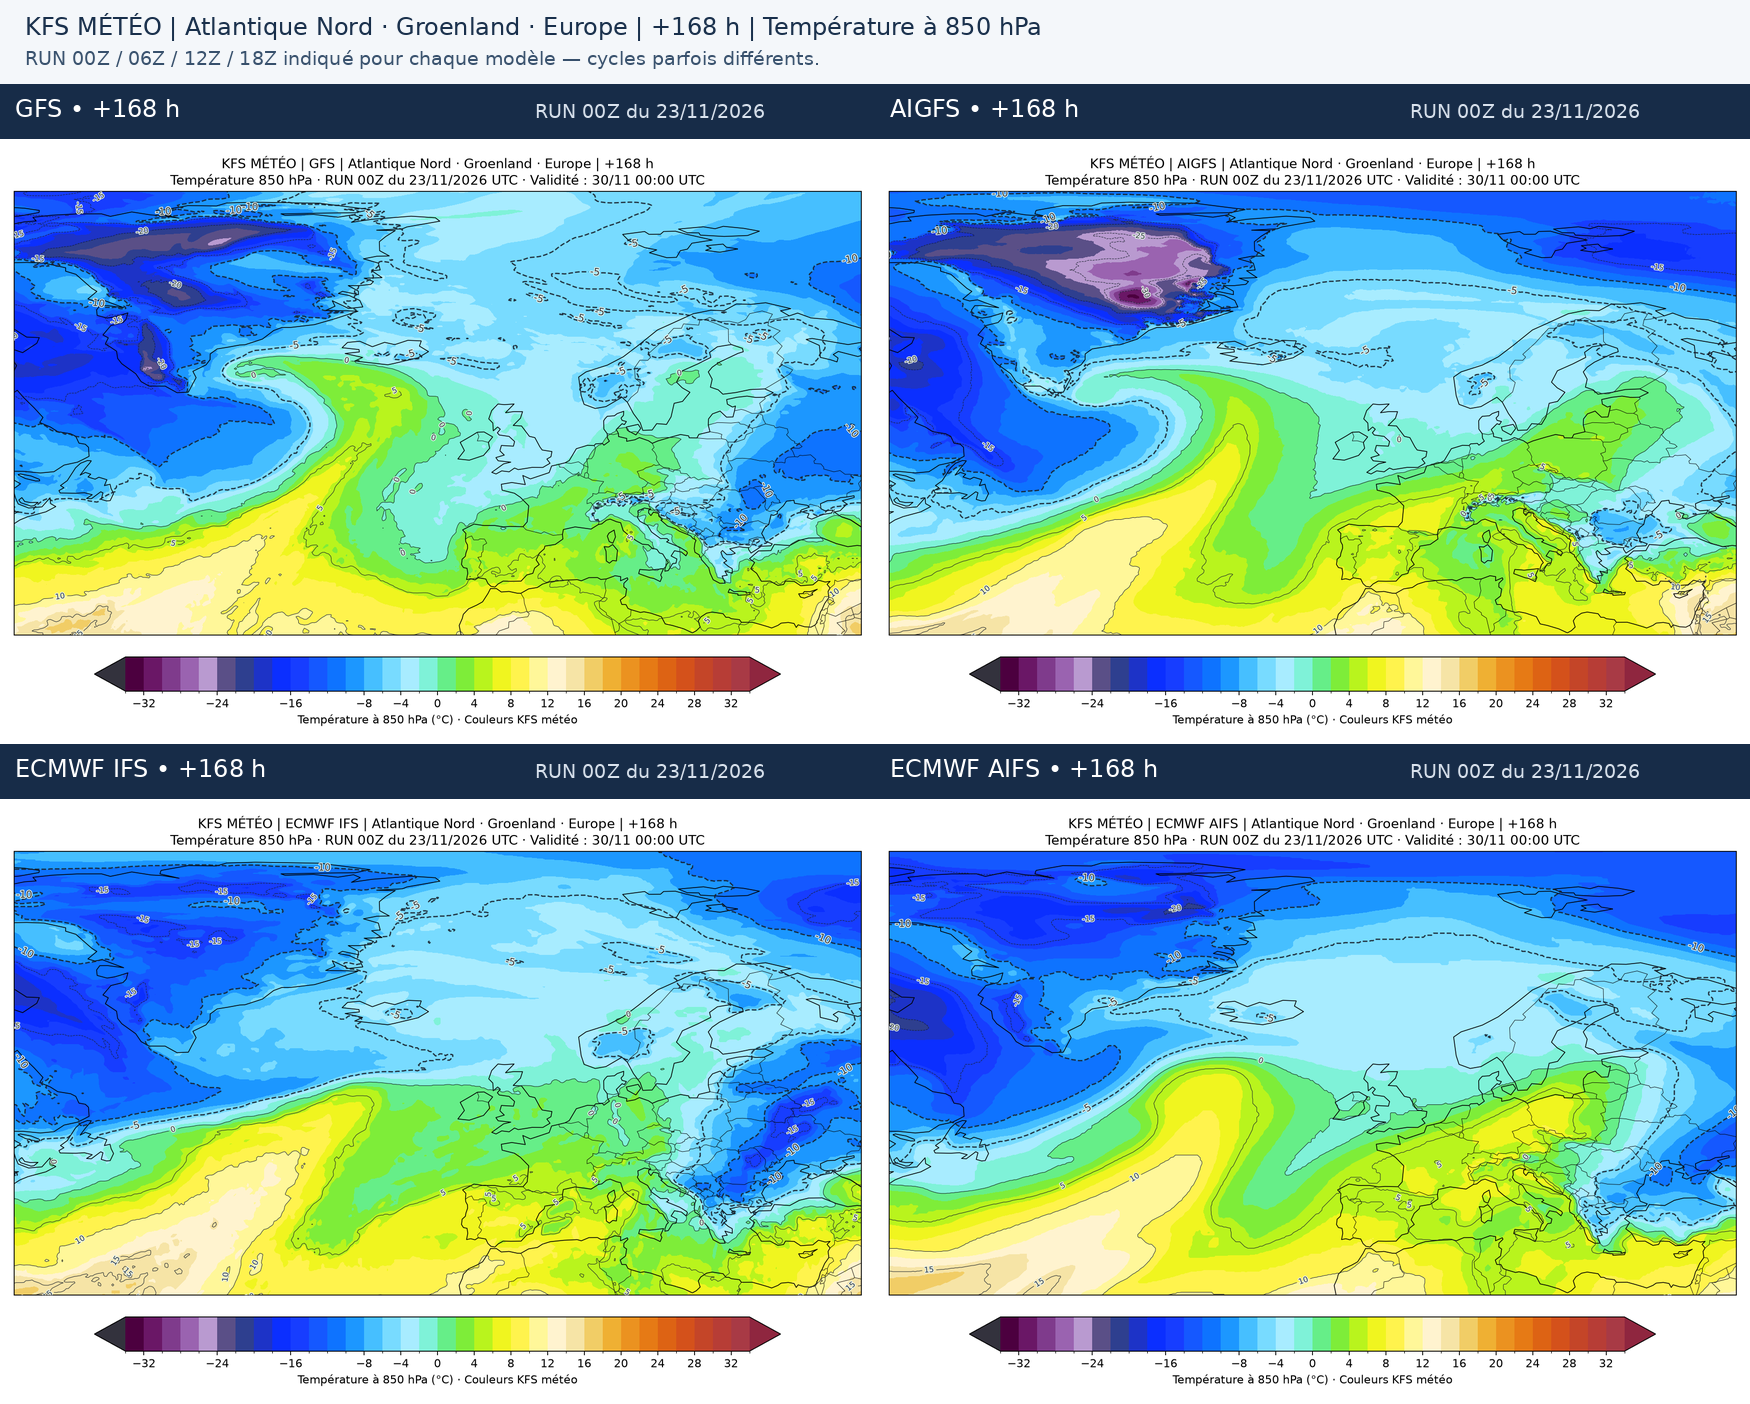 KFS MÉTÉO | Atlantique Nord · Groenland · Europe | +168 h | Température à 850 hPa
RUN 00Z / 06Z / 12Z / 18Z indiqué pour chaque modèle — cycles parfois différents.
GFS • +168 h
RUN 00Z du 23/11/2026
AIGFS • +168 h
RUN 00Z du 23/11/2026
KFS MÉTÉO | GFS | Atlantique Nord · Groenland · Europe | +168 h
Température 850 hPa · RUN 00Z du 23/11/2026 UTC · Validité : 30/11 00:00 UTC
KFS MÉTÉO | AIGFS | Atlantique Nord · Groenland · Europe | +168 h
Température 850 hPa · RUN 00Z du 23/11/2026 UTC · Validité : 30/11 00:00 UTC
−32 −24 −16 −8 −4 0 4 8 12 16 20 24 28 32
Température à 850 hPa (°C) · Couleurs KFS météo
−32 −24 −16 −8 −4 0 4 8 12 16 20 24 28 32
Température à 850 hPa (°C) · Couleurs KFS météo
ECMWF IFS • +168 h
RUN 00Z du 23/11/2026
ECMWF AIFS • +168 h
RUN 00Z du 23/11/2026
KFS MÉTÉO | ECMWF IFS | Atlantique Nord · Groenland · Europe | +168 h
Température 850 hPa · RUN 00Z du 23/11/2026 UTC · Validité : 30/11 00:00 UTC
KFS MÉTÉO | ECMWF AIFS | Atlantique Nord · Groenland · Europe | +168 h
Température 850 hPa · RUN 00Z du 23/11/2026 UTC · Validité : 30/11 00:00 UTC
−32 −24 −16 −8 −4 0 4 8 12 16 20 24 28 32
Température à 850 hPa (°C) · Couleurs KFS météo
−32 −24 −16 −8 −4 0 4 8 12 16 20 24 28 32
Température à 850 hPa (°C) · Couleurs KFS météo